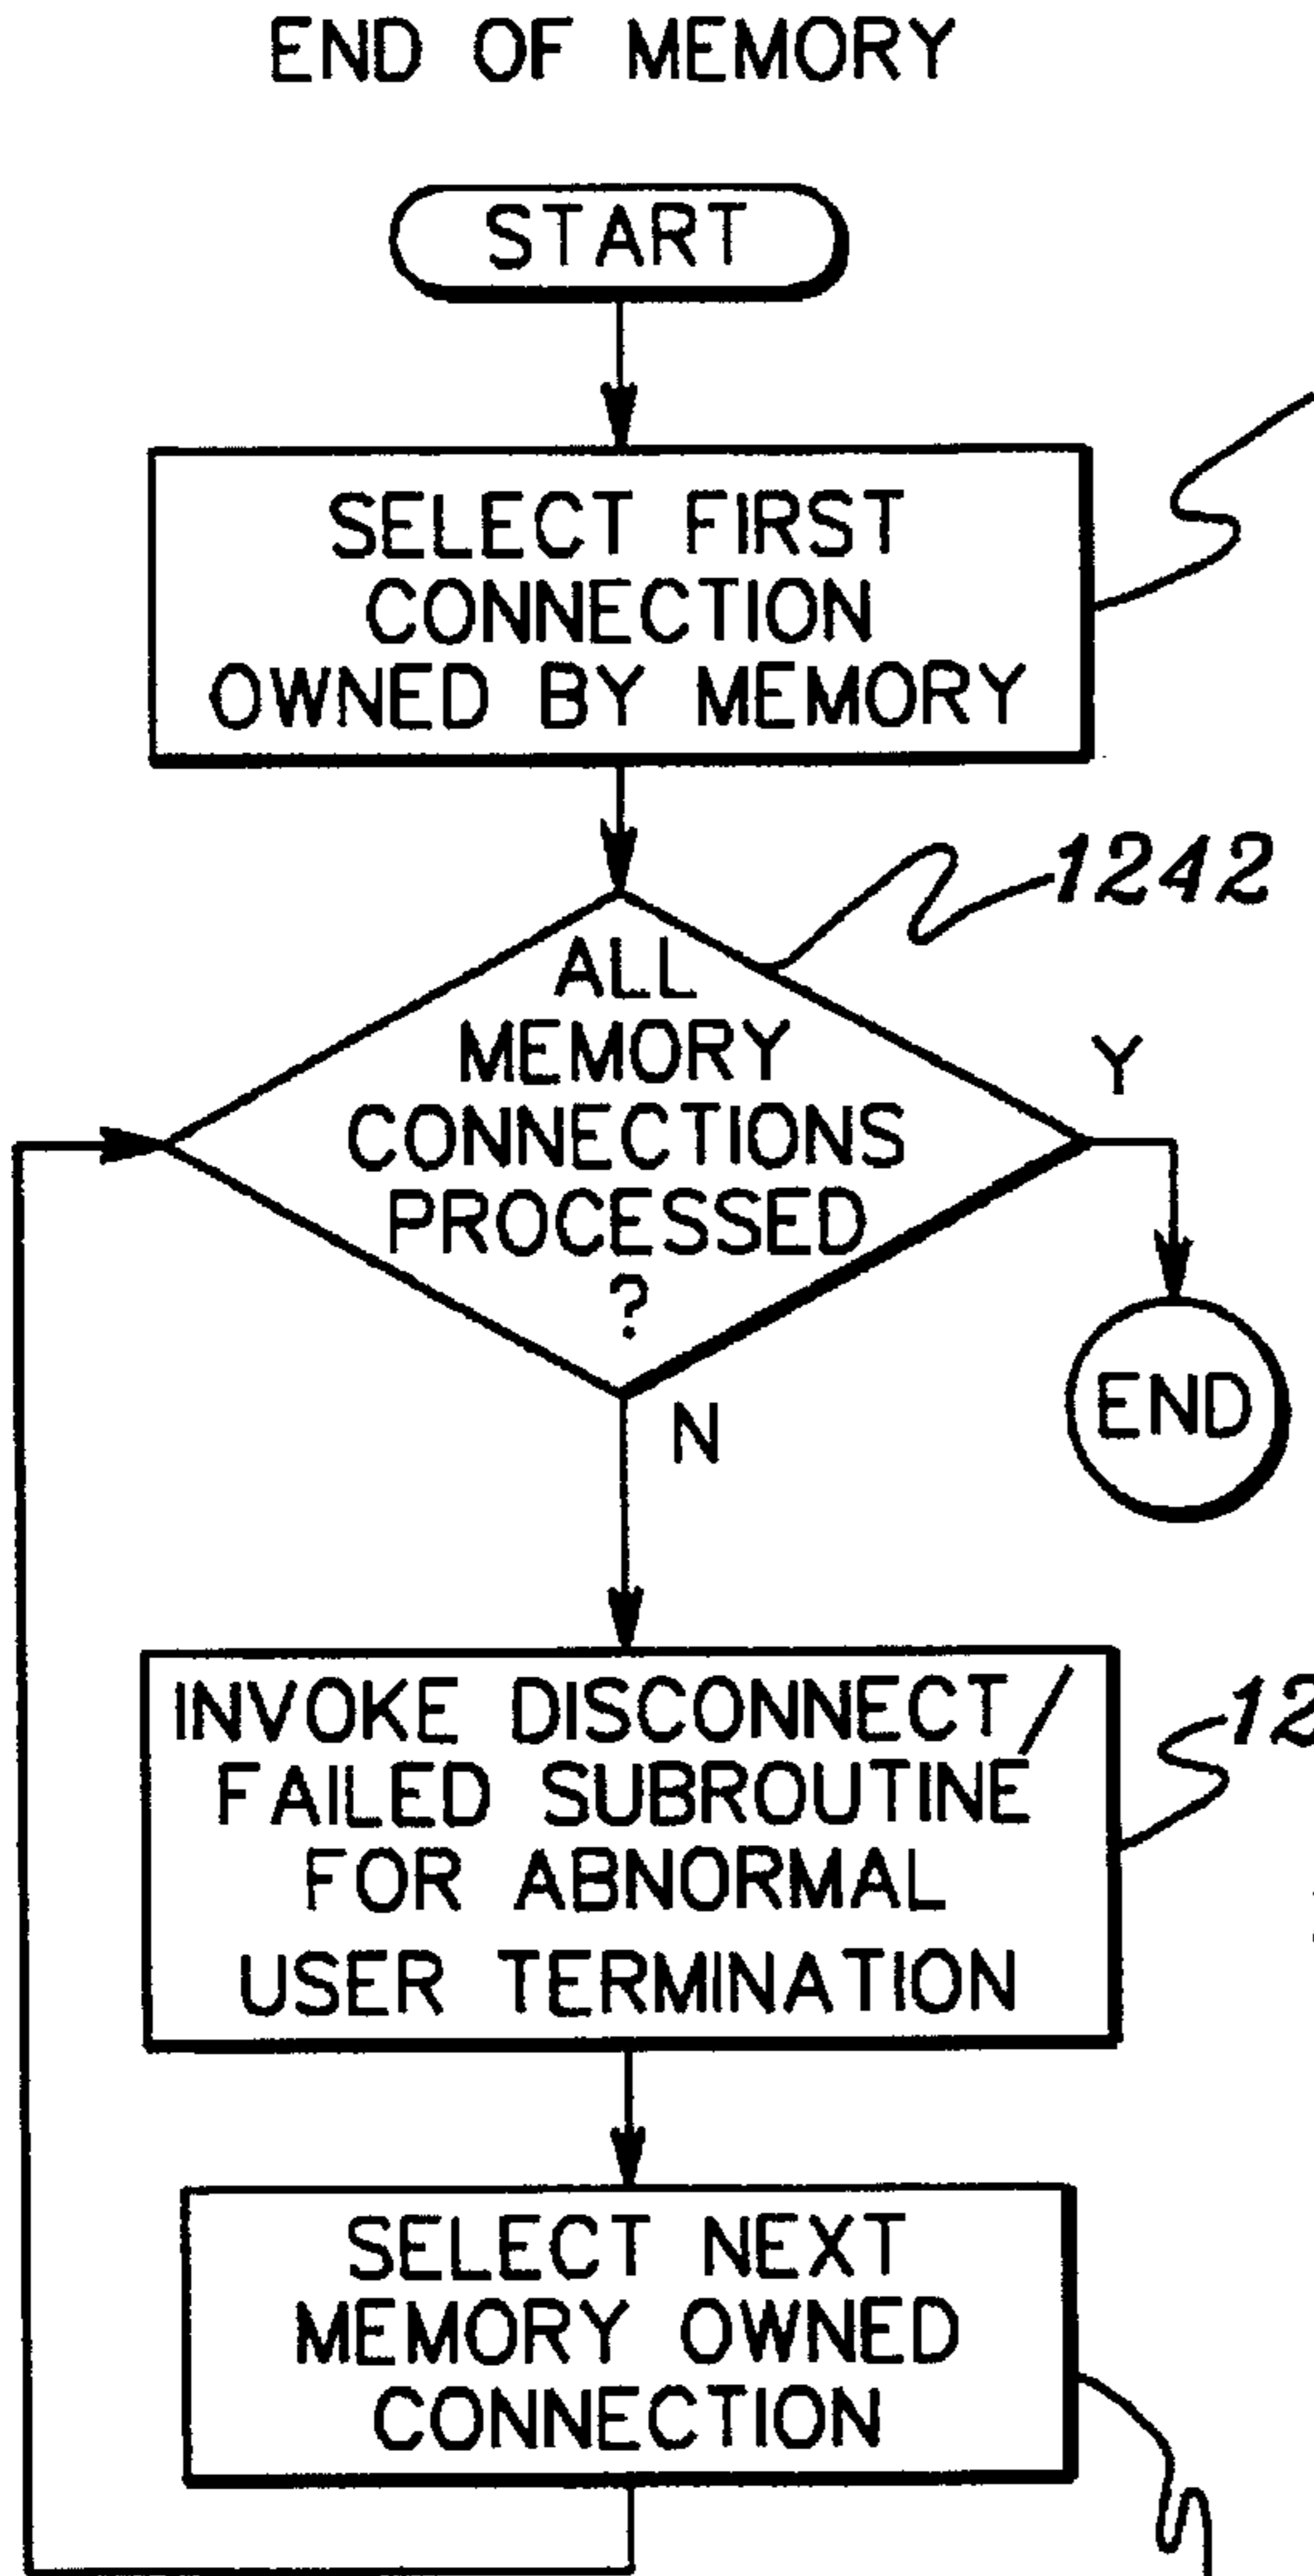 END OF MEMORY
START
SELECT FIRST
CONNECTION
OWNED BY MEMORY
1242
ALL
MEMORY
CONNECTIONS
PROCESSED
?
Y
END
N
INVOKE DISCONNECT/
FAILED SUBROUTINE
FOR ABNORMAL
USER TERMINATION
SELECT NEXT
MEMORY OWNED
CONNECTION